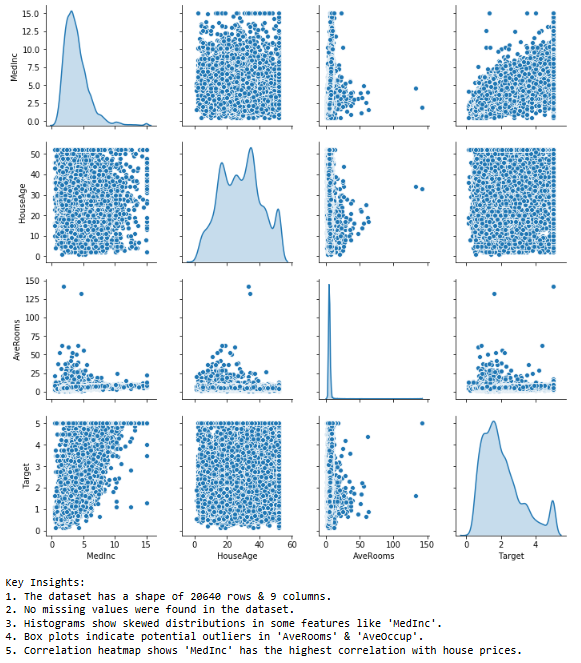 MedInc
15.0
12.5
10.0
7.5
5.0
2.5
0.0
HouseAge
50
40
30
20
10
0
AveRooms
150
125
100
75
50
25
0
Target
5
4
3
2
1
0
0 5 10 15
MedInc
0 20 40 60
HouseAge
0 50 100 150
AveRooms
0 2 4
Target
Key Insights:
1. The dataset has a shape of 20640 rows & 9 columns.
2. No missing values were found in the dataset.
3. Histograms show skewed distributions in some features like 'MedInc'.
4. Box plots indicate potential outliers in 'AveRooms' & 'AveOccup'.
5. Correlation heatmap shows 'MedInc' has the highest correlation with house prices.